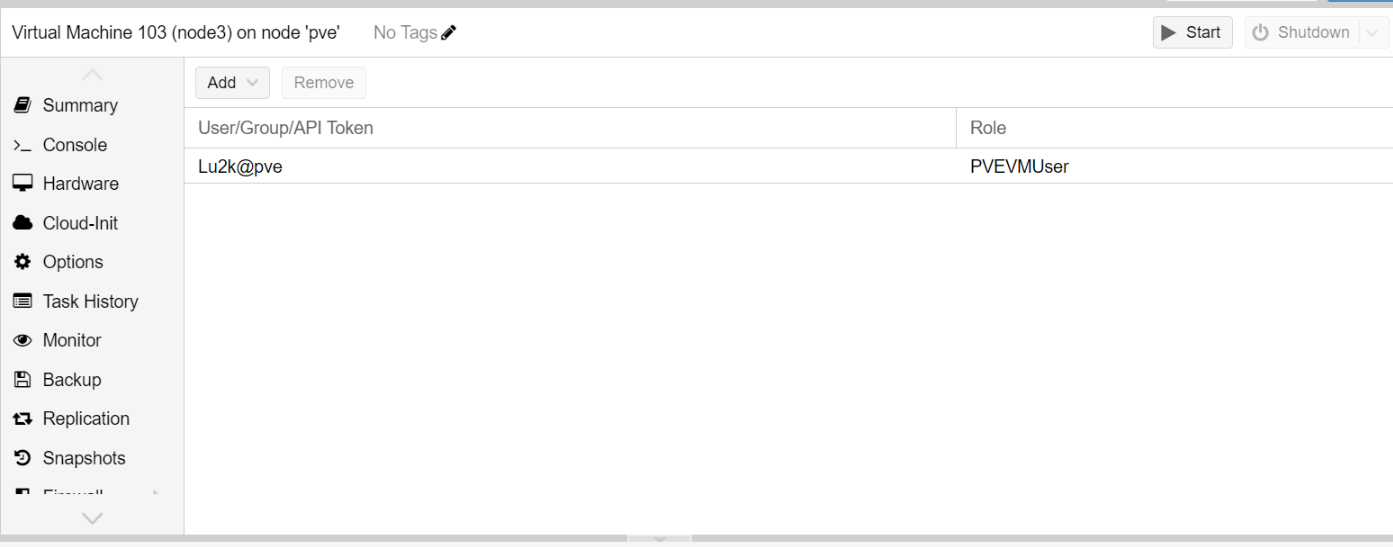 Virtual Machine 103 (node3) on node 'pve' No Tags Start Shutdown
Add Remove
Summary
User/Group/API Token Role
Console
Lu2k@pve PVEVMUser
Hardware
Cloud-Init
Options
Task History
Monitor
Backup
Replication
Snapshots
Firewall